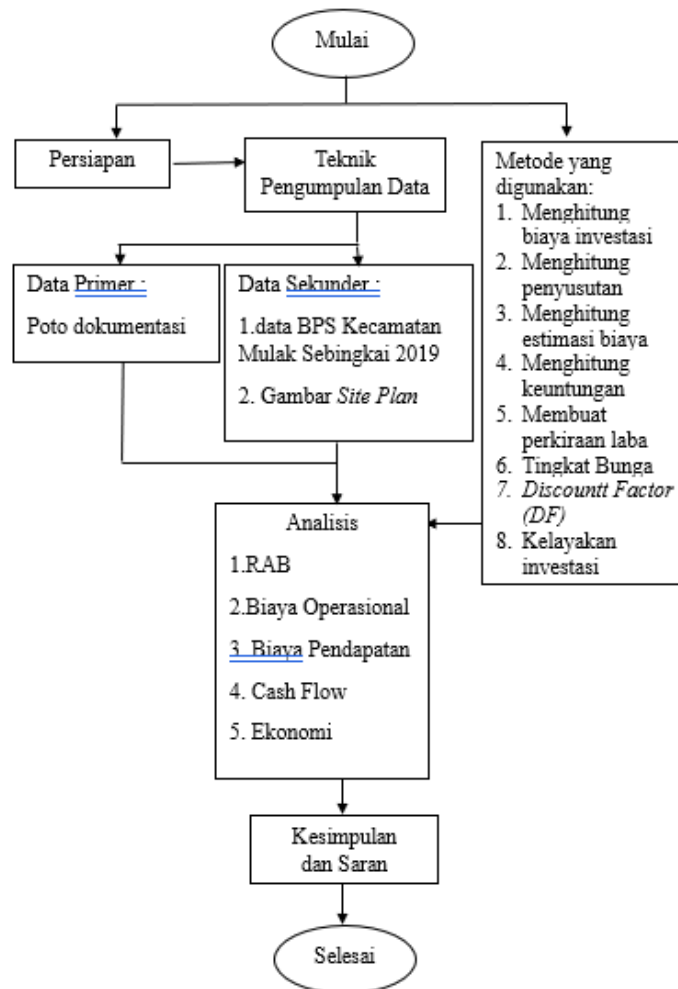 Mulai
Persiapan
Teknik
Pengumpulan Data
Metode yang
digunakan:
1. Menghitung
biaya investasi
2. Menghitung
penyusutan
3. Menghitung
estimasi biaya
4. Menghitung
keuntungan
5. Membuat
perkiraan laba
6. Tingkat Bunga
7. Discountt Factor
(DF)
8. Kelayakan
investasi
Data Primer :
Poto dokumentasi
Data Sekunder :
1.data BPS Kecamatan
Mulak Sebingkai 2019
2. Gambar Site Plan
Analisis
1.RAB
2.Biaya Operasional
3. Biaya Pendapatan
4. Cash Flow
5. Ekonomi
Kesimpulan
dan Saran
Selesai